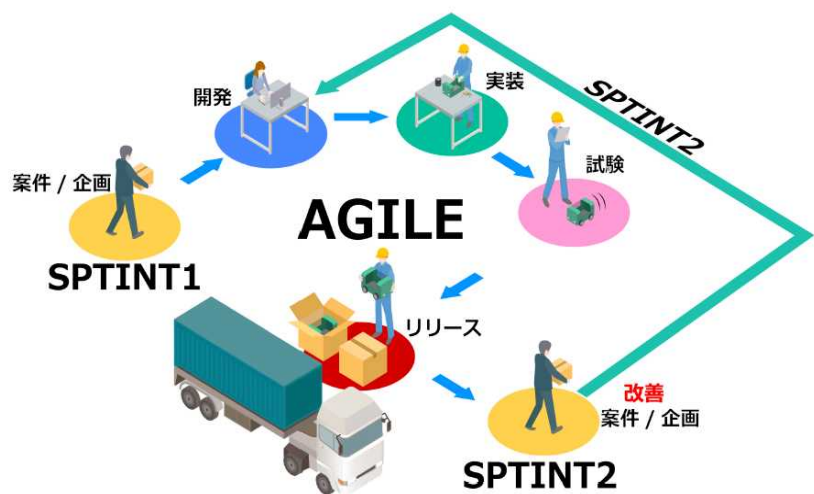 開発
実装
SPTINT2
試験
案件 / 企画
SPTINT1
AGILE
リリース
改善
案件 / 企画
SPTINT2